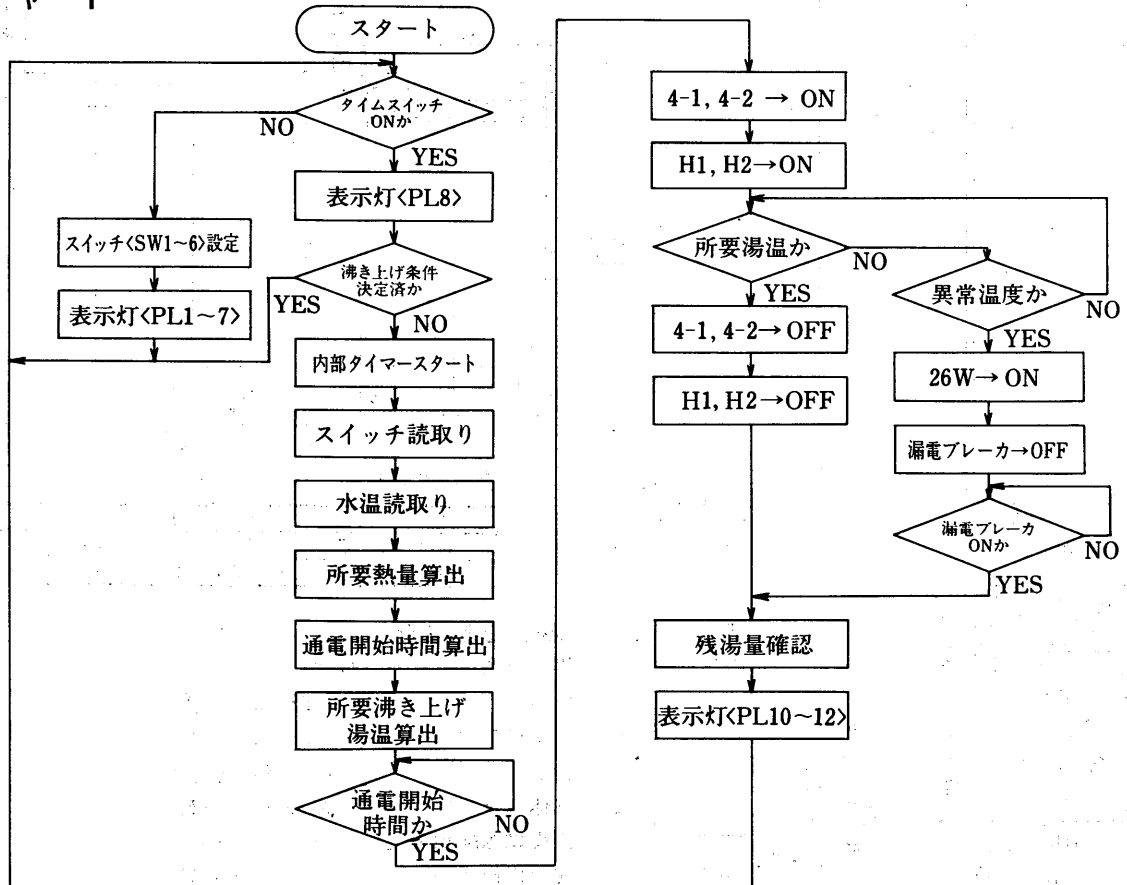 スタート
タイムスイッチ
ONか
NO
YES
表示灯<PL8>
スイッチ<SW1~6>設定
表示灯<PL1~7>
沸き上げ条件
決定済か
YES
NO
内部タイマースタート
スイッチ読取り
水温読取り
所要熱量算出
通電開始時間算出
所要沸き上げ
湯温算出
通電開始
時間か
NO
YES
4-1, 4-2 → ON
H1, H2→ON
所要湯温か
NO
YES
異常温度か
NO
YES
4-1, 4-2→OFF
H1, H2→OFF
26W→ON
漏電ブレーカ→OFF
漏電ブレーカ
ONか
NO
YES
残湯量確認
表示灯<PL10~12>